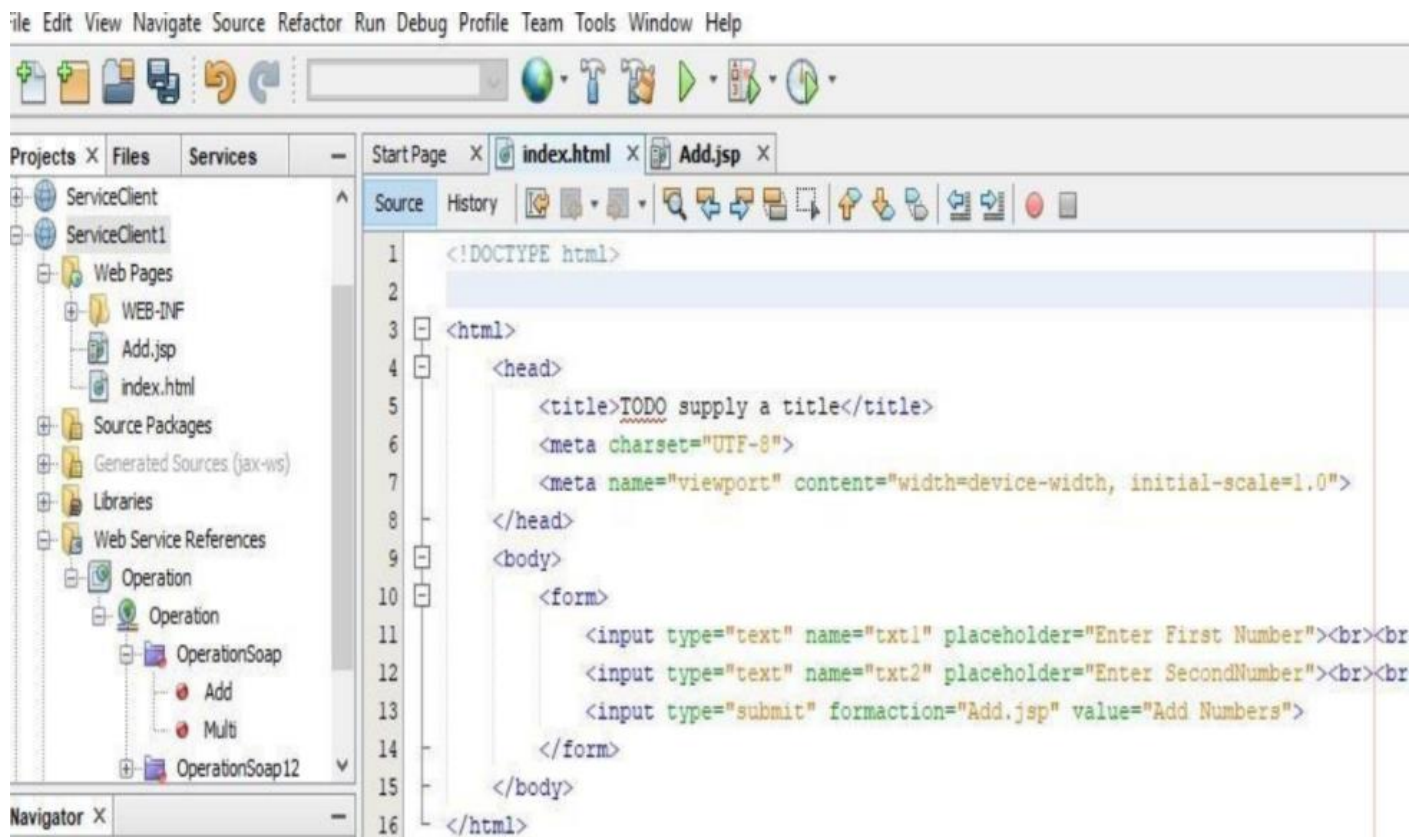 ile Edit View Navigate Source Refactor Run Debug Profile Team Tools Window Help
Projects X Files Services
Start Page X index.html X Add.jsp X
ServiceClient
ServiceClient1
Web Pages
WEB-INF
Add.jsp
index.html
Source Packages
Generated Sources (jax-ws)
Libraries
Web Service References
Operation
Operation
OperationSoap
Add
Multi
OperationSoap12
Navigator X
Source History
1 <!DOCTYPE html>
2
3 <html>
4 <head>
5 <title>TODO supply a title</title>
6 <meta charset="UTF-8">
7 <meta name="viewport" content="width=device-width, initial-scale=1.0">
8 </head>
9 <body>
10 <form>
11 <input type="text" name="txt1" placeholder="Enter First Number"><br><br
12 <input type="text" name="txt2" placeholder="Enter SecondNumber"><br><br
13 <input type="submit" formaction="Add.jsp" value="Add Numbers">
14 </form>
15 </body>
16 </html>